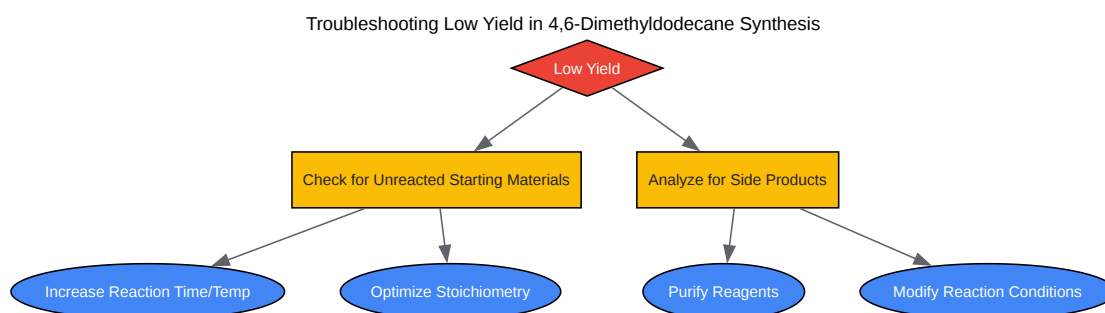 Troubleshooting Low Yield in 4,6-Dimethyldodecane Synthesis
Low Yield
Check for Unreacted Starting Materials
Analyze for Side Products
Increase Reaction Time/Temp
Optimize Stoichiometry
Purify Reagents
Modify Reaction Conditions